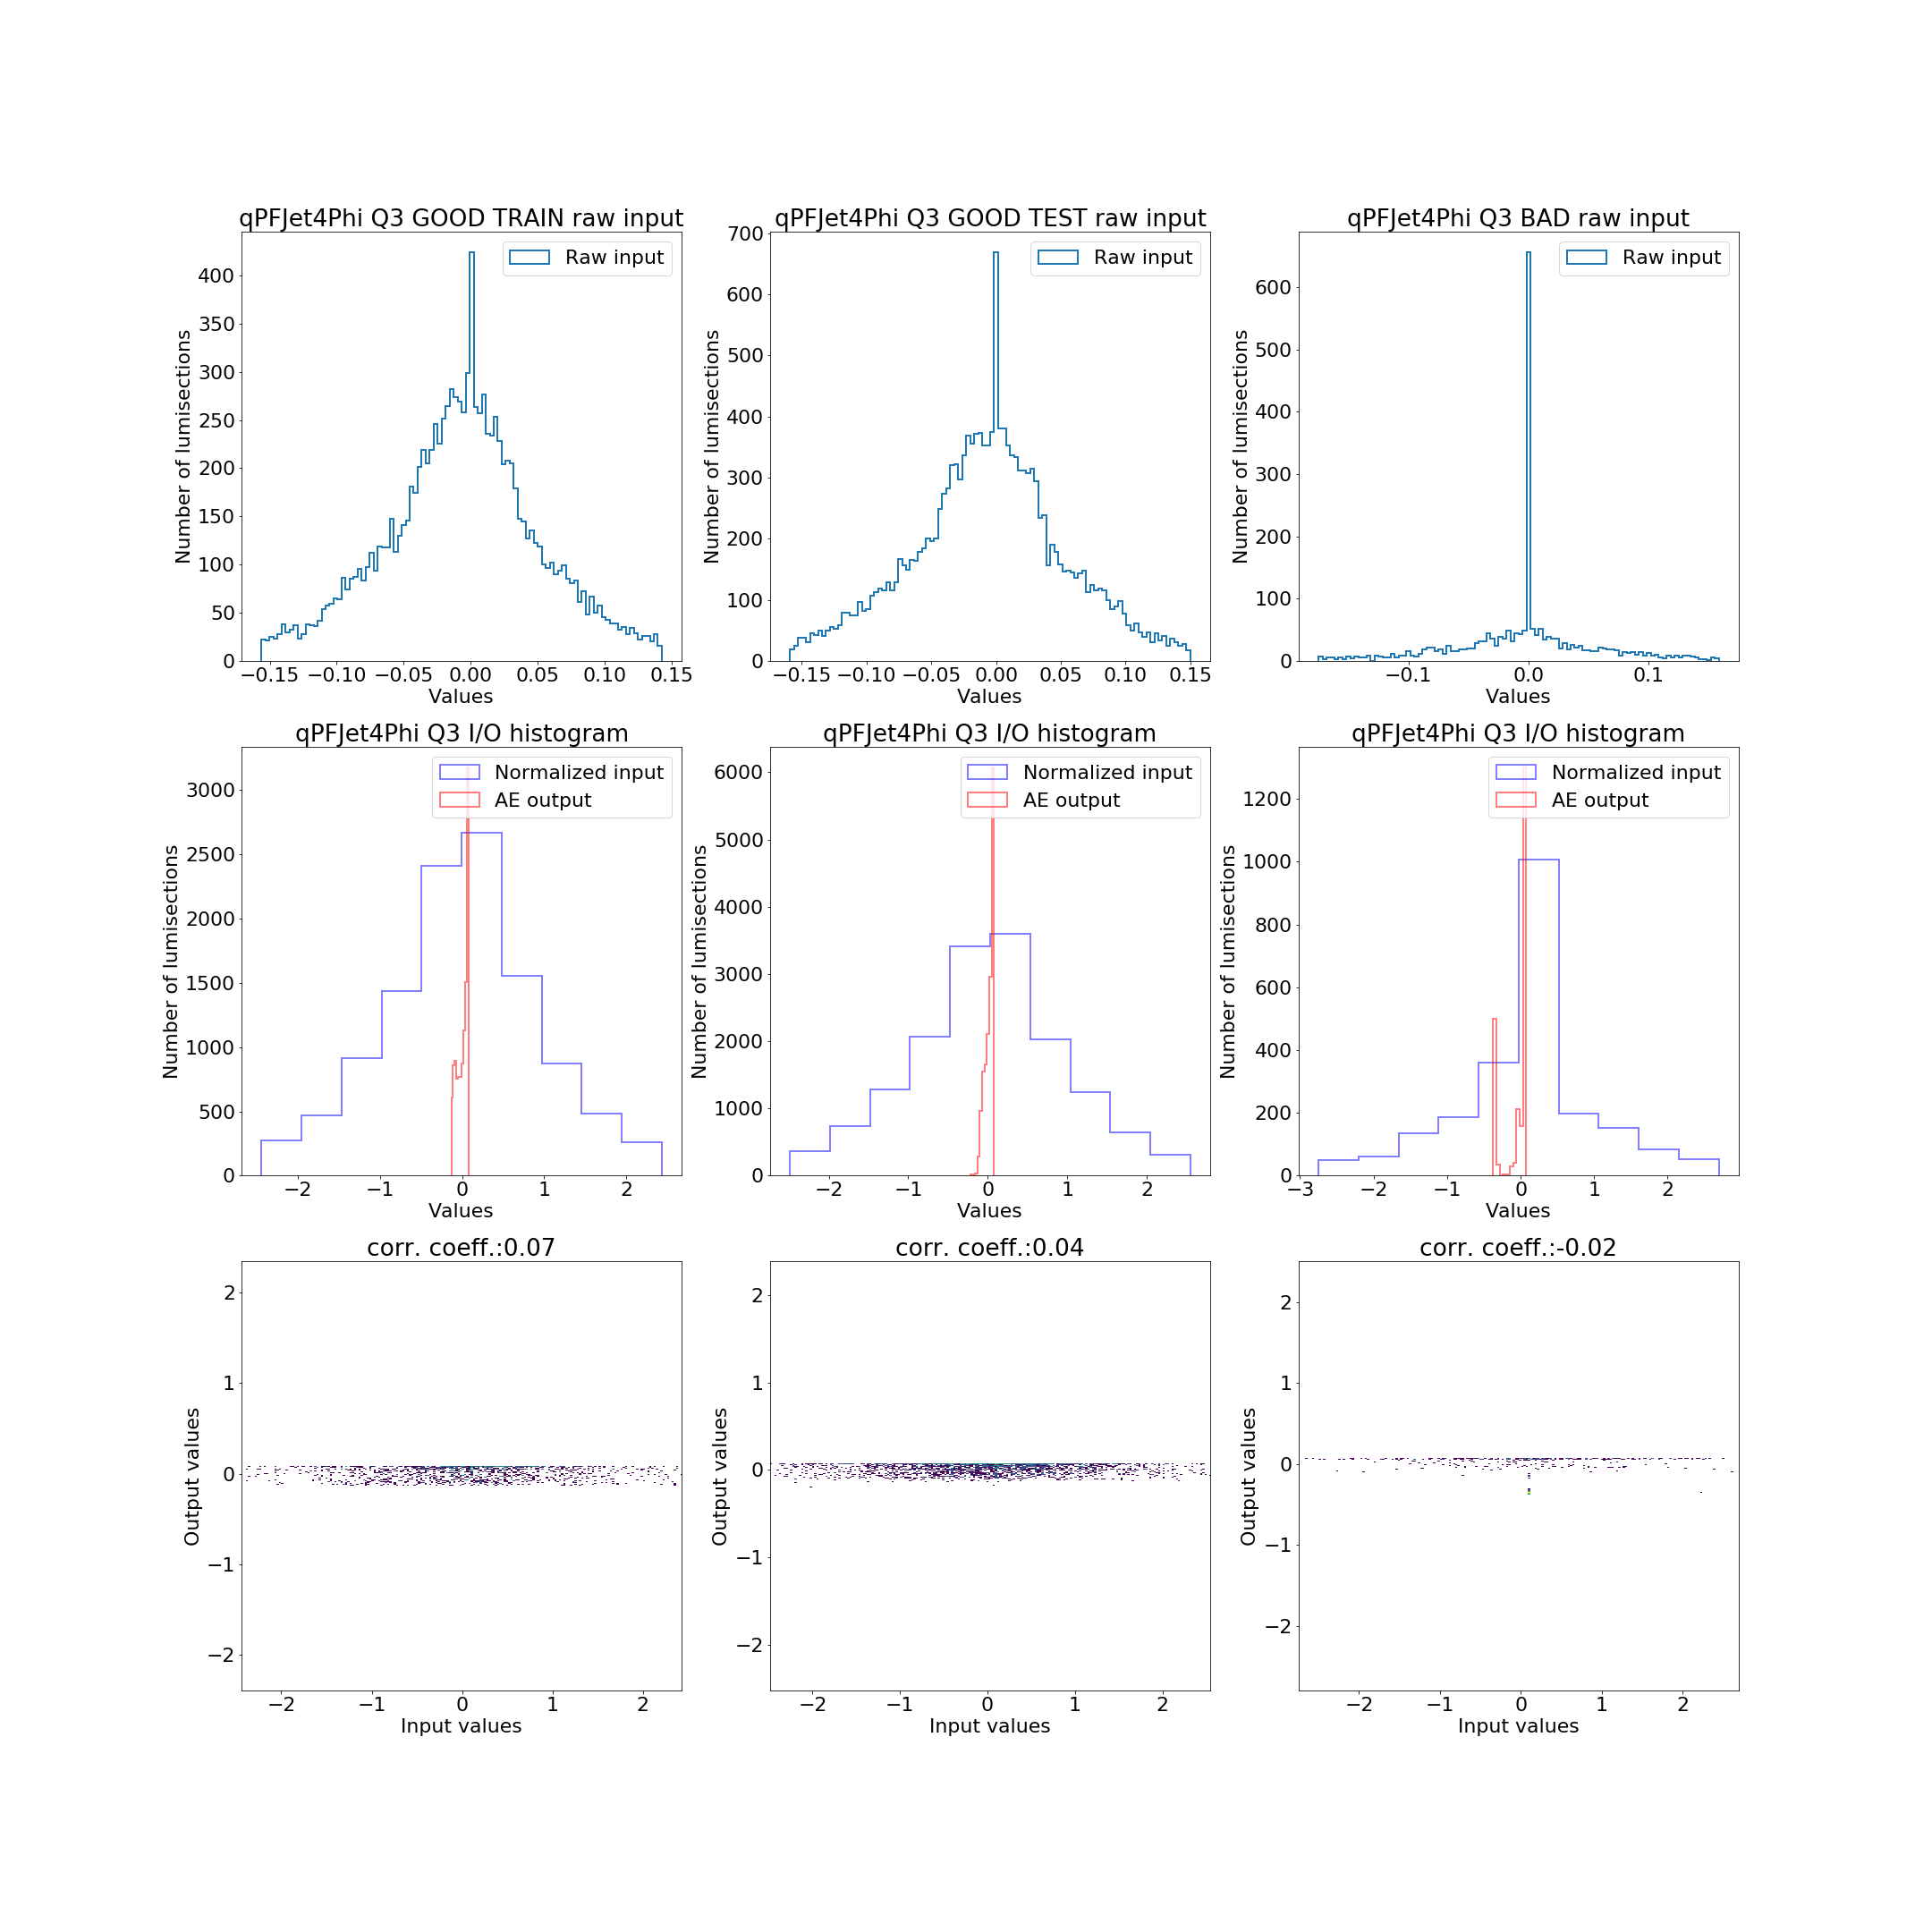 qPFJet4Phi Q3 GOOD TRAIN raw input
Raw input
400
350
300
250
200
150
100
50
0
Number of lumisections
−0.15 −0.10 −0.05 0.00 0.05 0.10 0.15
Values
qPFJet4Phi Q3 GOOD TEST raw input
Raw input
700
600
500
400
300
200
100
0
Number of lumisections
−0.15 −0.10 −0.05 0.00 0.05 0.10 0.15
Values
qPFJet4Phi Q3 BAD raw input
Raw input
600
500
400
300
200
100
0
Number of lumisections
−0.1 0.0 0.1
Values
qPFJet4Phi Q3 I/O histogram
Normalized input
AE output
3000
2500
2000
1500
1000
500
0
Number of lumisections
−2 −1 0 1 2
Values
qPFJet4Phi Q3 I/O histogram
Normalized input
AE output
6000
5000
4000
3000
2000
1000
0
Number of lumisections
−2 −1 0 1 2
Values
qPFJet4Phi Q3 I/O histogram
Normalized input
AE output
1200
1000
800
600
400
200
0
Number of lumisections
−3 −2 −1 0 1 2
Values
corr. coeff.:0.07
2
1
0
−1
−2
Output values
−2 −1 0 1 2
Input values
corr. coeff.:0.04
2
1
0
−1
−2
Output values
−2 −1 0 1 2
Input values
corr. coeff.:-0.02
2
1
0
−1
−2
Output values
−2 −1 0 1 2
Input values